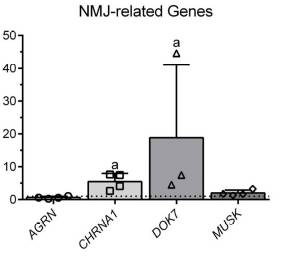 NMJ-related Genes
50
40
30
20
10
0
a
a
AGRN
CHRNA1
DOK7
MUSK